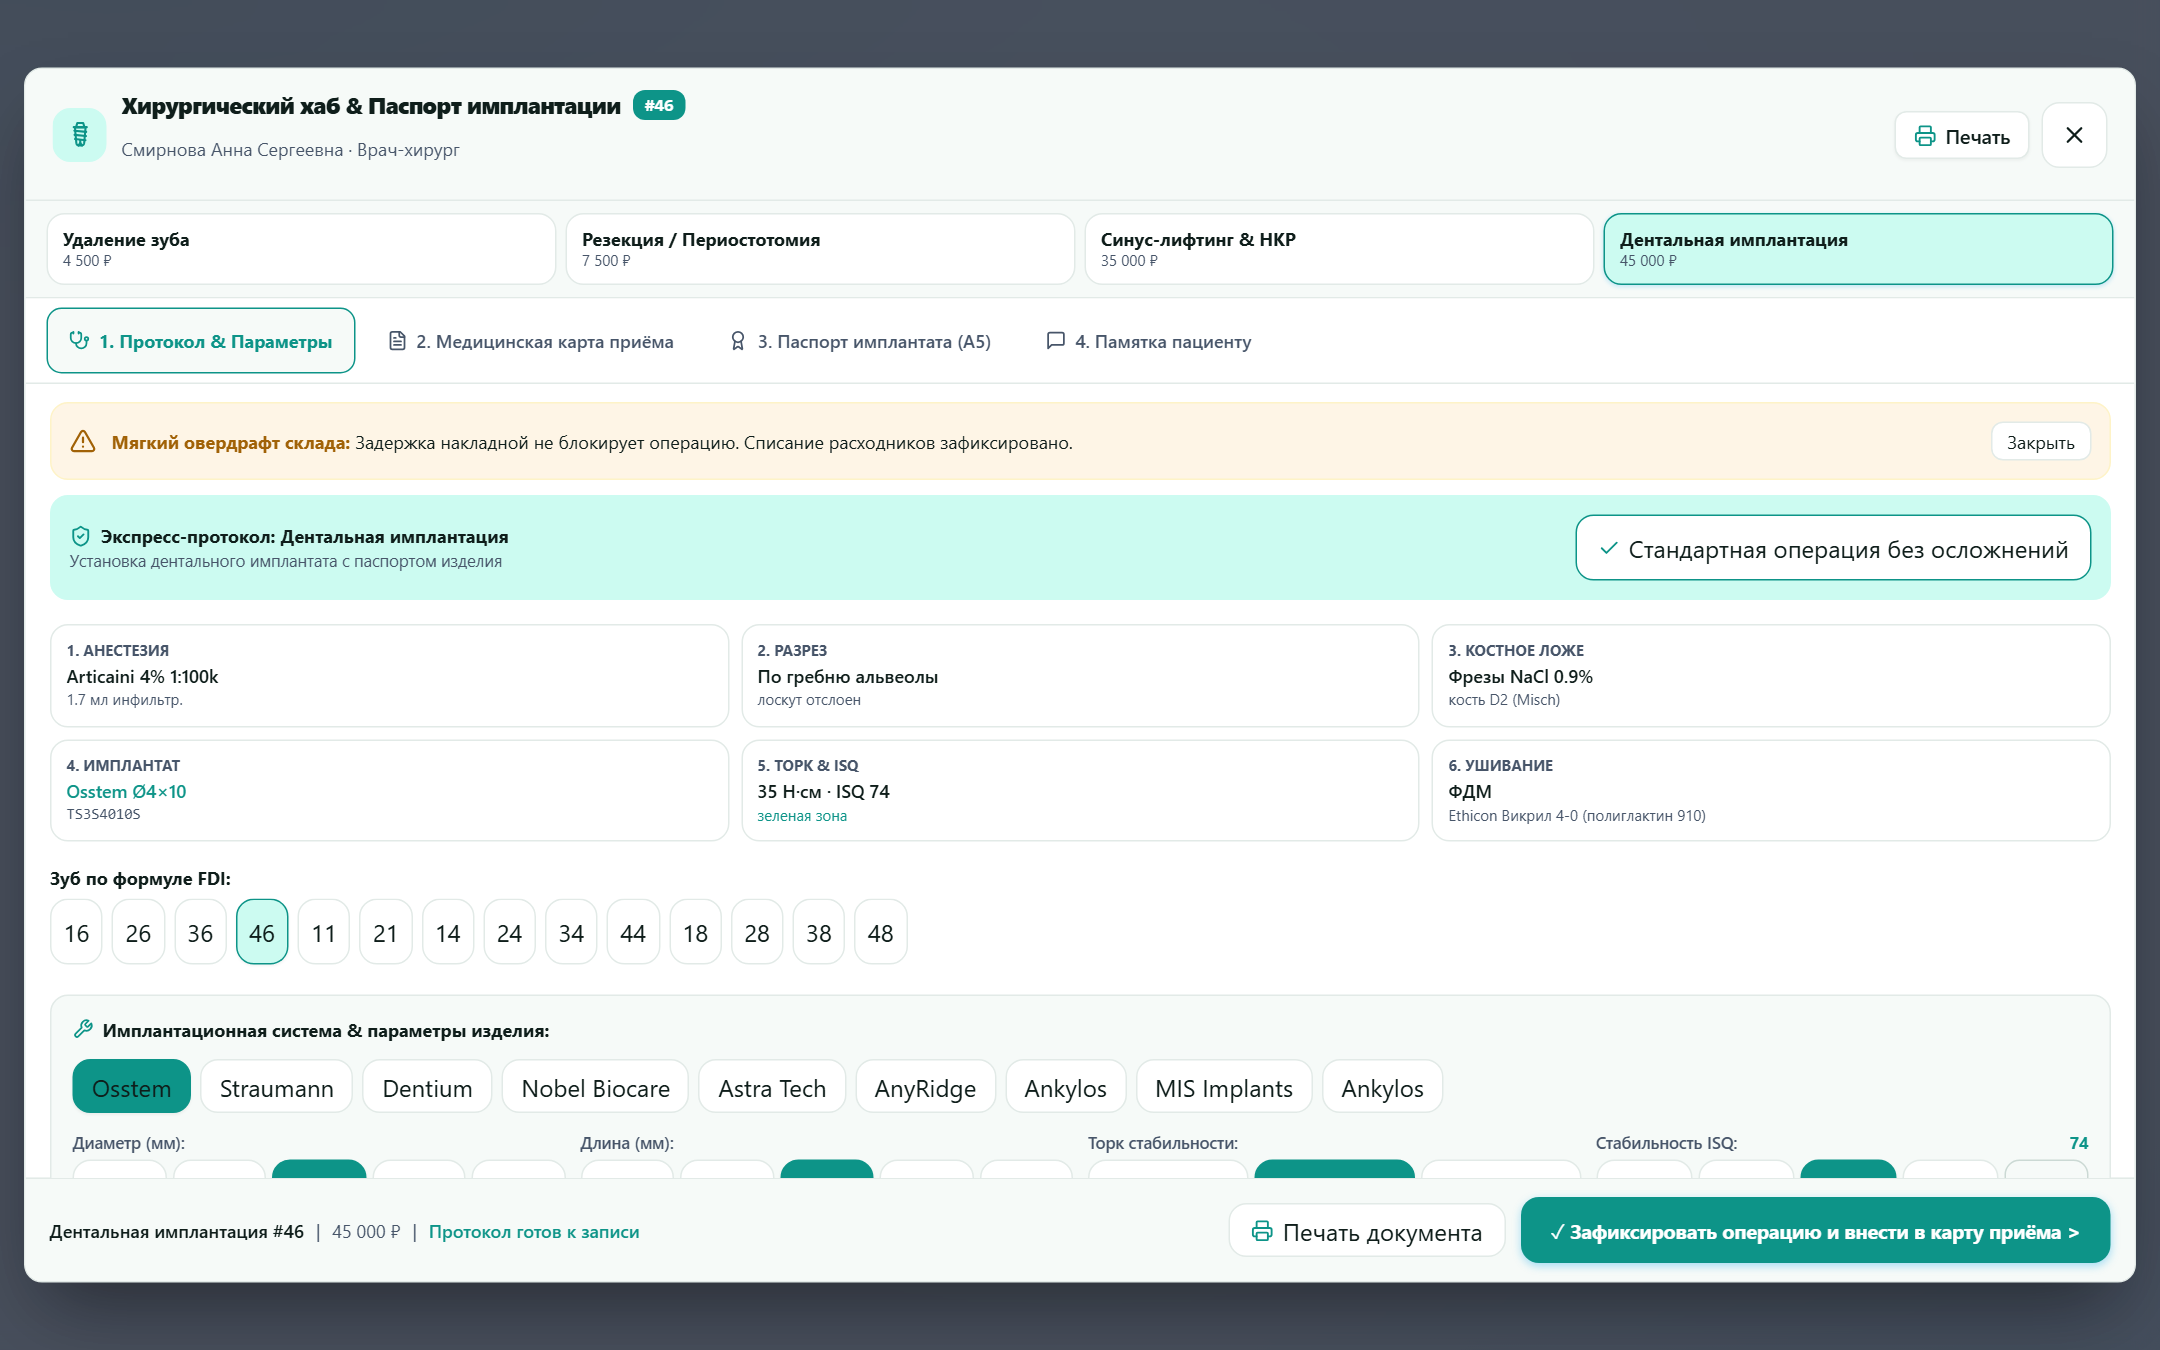 Хирургический хаб & Паспорт имплантации #46
Смирнова Анна Сергеевна · Врач-хирург
Печать
Удаление зуба
4 500 ₽
Резекция / Периостотомия
7 500 ₽
Синус-лифтинг & НКР
35 000 ₽
Дентальная имплантация
45 000 ₽
1. Протокол & Параметры
2. Медицинская карта приёма
3. Паспорт имплантата (А5)
4. Памятка пациенту
Мягкий овердрафт склада: Задержка накладной не блокирует операцию. Списание расходников зафиксировано.
Закрыть
Экспресс-протокол: Дентальная имплантация
Установка дентального имплантата с паспортом изделия
Стандартная операция без осложнений
1. АНЕСТЕЗИЯ
Articaini 4% 1:100k
1.7 мл инфильтр.
2. РАЗРЕЗ
По гребню альвеолы
лоскут отслоен
3. КОСТНОЕ ЛОЖЕ
Фрезы NaCl 0.9%
кость D2 (Misch)
4. ИМПЛАНТАТ
Osstem Ø4×10
TS3S4010S
5. ТОРК & ISQ
35 Н·см · ISQ 74
зеленая зона
6. УШИВАНИЕ
ФДМ
Ethicon Викрил 4-0 (полиглактин 910)
Зуб по формуле FDI:
16 26 36 46 11 21 14 24 34 44 18 28 38 48
Имплантационная система & параметры изделия:
Osstem Straumann Dentium Nobel Biocare Astra Tech AnyRidge Ankylos MIS Implants Ankylos
Диаметр (мм):
Длина (мм):
Торк стабильности:
Стабильность ISQ: 74
Дентальная имплантация #46 | 45 000 ₽ | Протокол готов к записи
Печать документа
✓ Зафиксировать операцию и внести в карту приёма >